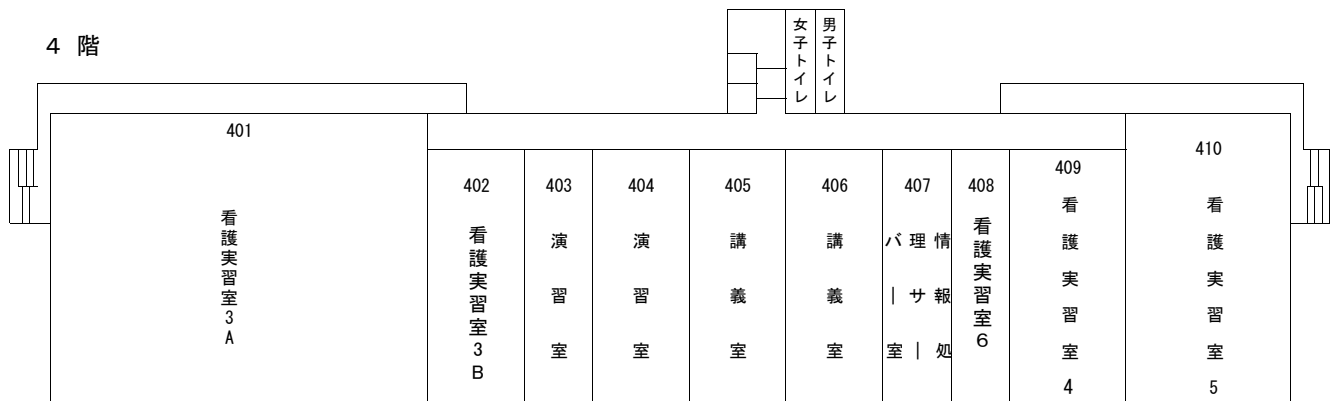 ４ 階
女子トイレ
男子トイレ
401
看護実習室３Ａ
402
看護実習室３Ｂ
403
演習室
404
演習室
405
講義室
406
講義室
407
情報処
理サー
バー室
408
看護実習室６
409
看護実習室４
410
看護実習室５